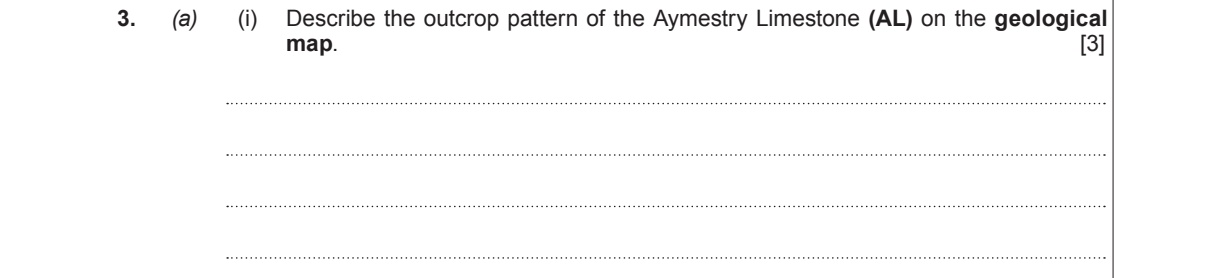 3. (a) (i) Describe the outcrop pattern of the Aymestry Limestone (AL) on the geological
map. [3]